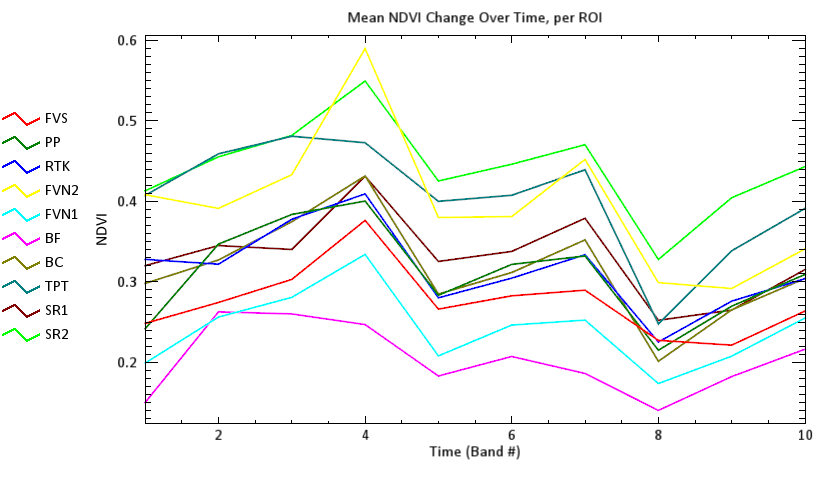 Mean NDVI Change Over Time, per ROI
FVS
PP
RTK
FVN2
FVN1
BF
BC
TPT
SR1
SR2
NDVI
0.6
0.5
0.4
0.3
0.2
2 4 6 8 10
Time (Band #)